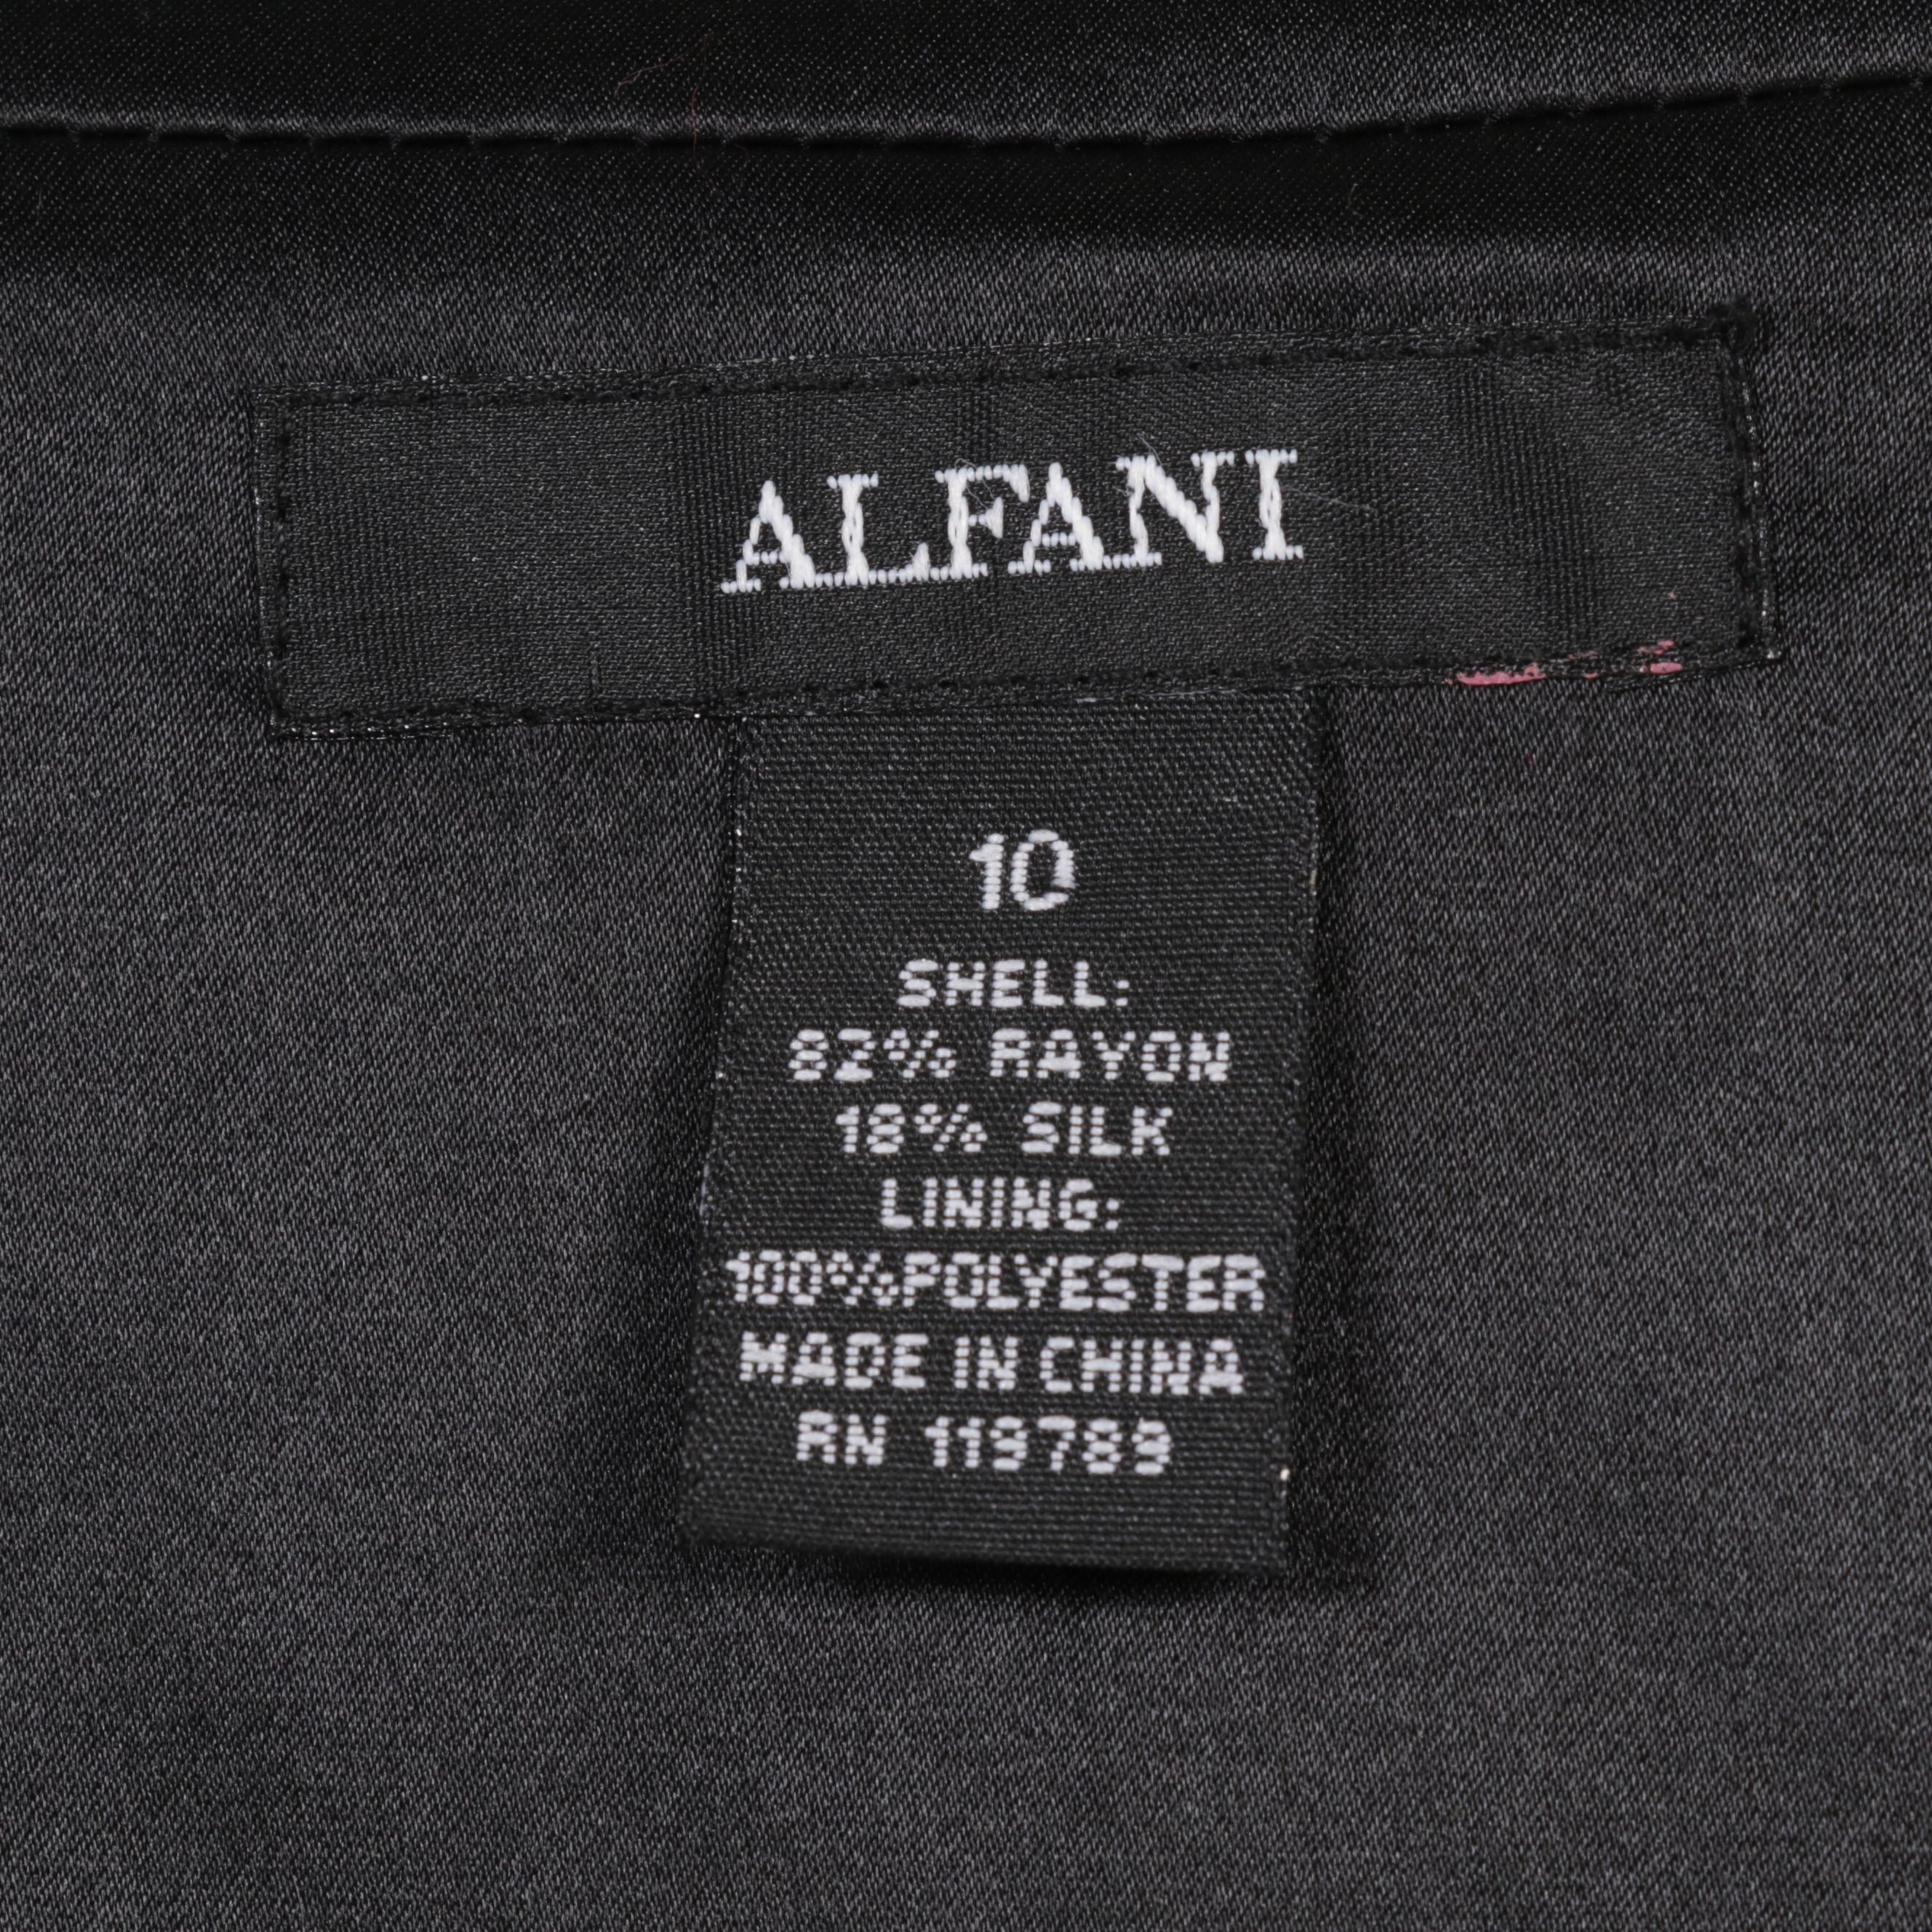 ALFANI
10
SHELL:
82% RAYON
18% SILK
LINING:
100%POLYESTER
MADE IN CHINA
RN 119789